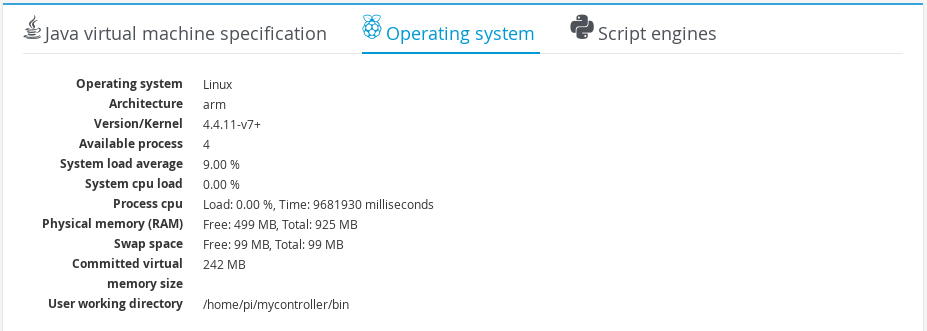 Java virtual machine specification Operating system Script engines
Operating system Linux
Architecture arm
Version/Kernel 4.4.11-v7+
Available process 4
System load average 9.00 %
System cpu load 0.00 %
Process cpu Load: 0.00 %, Time: 9681930 milliseconds
Physical memory (RAM) Free: 499 MB, Total: 925 MB
Swap space Free: 99 MB, Total: 99 MB
Committed virtual 242 MB
memory size
User working directory /home/pi/mycontroller/bin